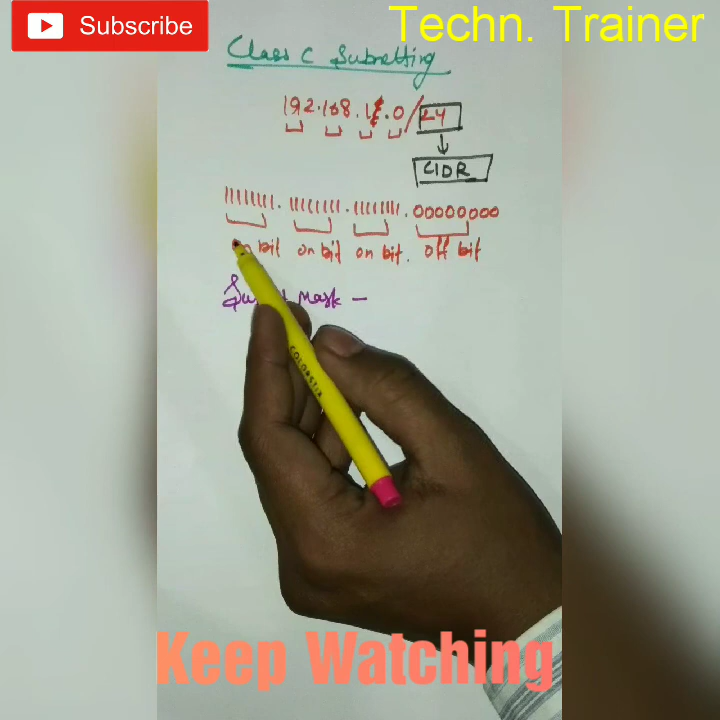 Subscribe
Techn. Trainer
Class C Subnetting
192.168.1.0/24
CIDR
11111111.11111111.11111111.00000000
bit on bit on bit. off bit
Mask -
COLORSTIX
Keep Watching